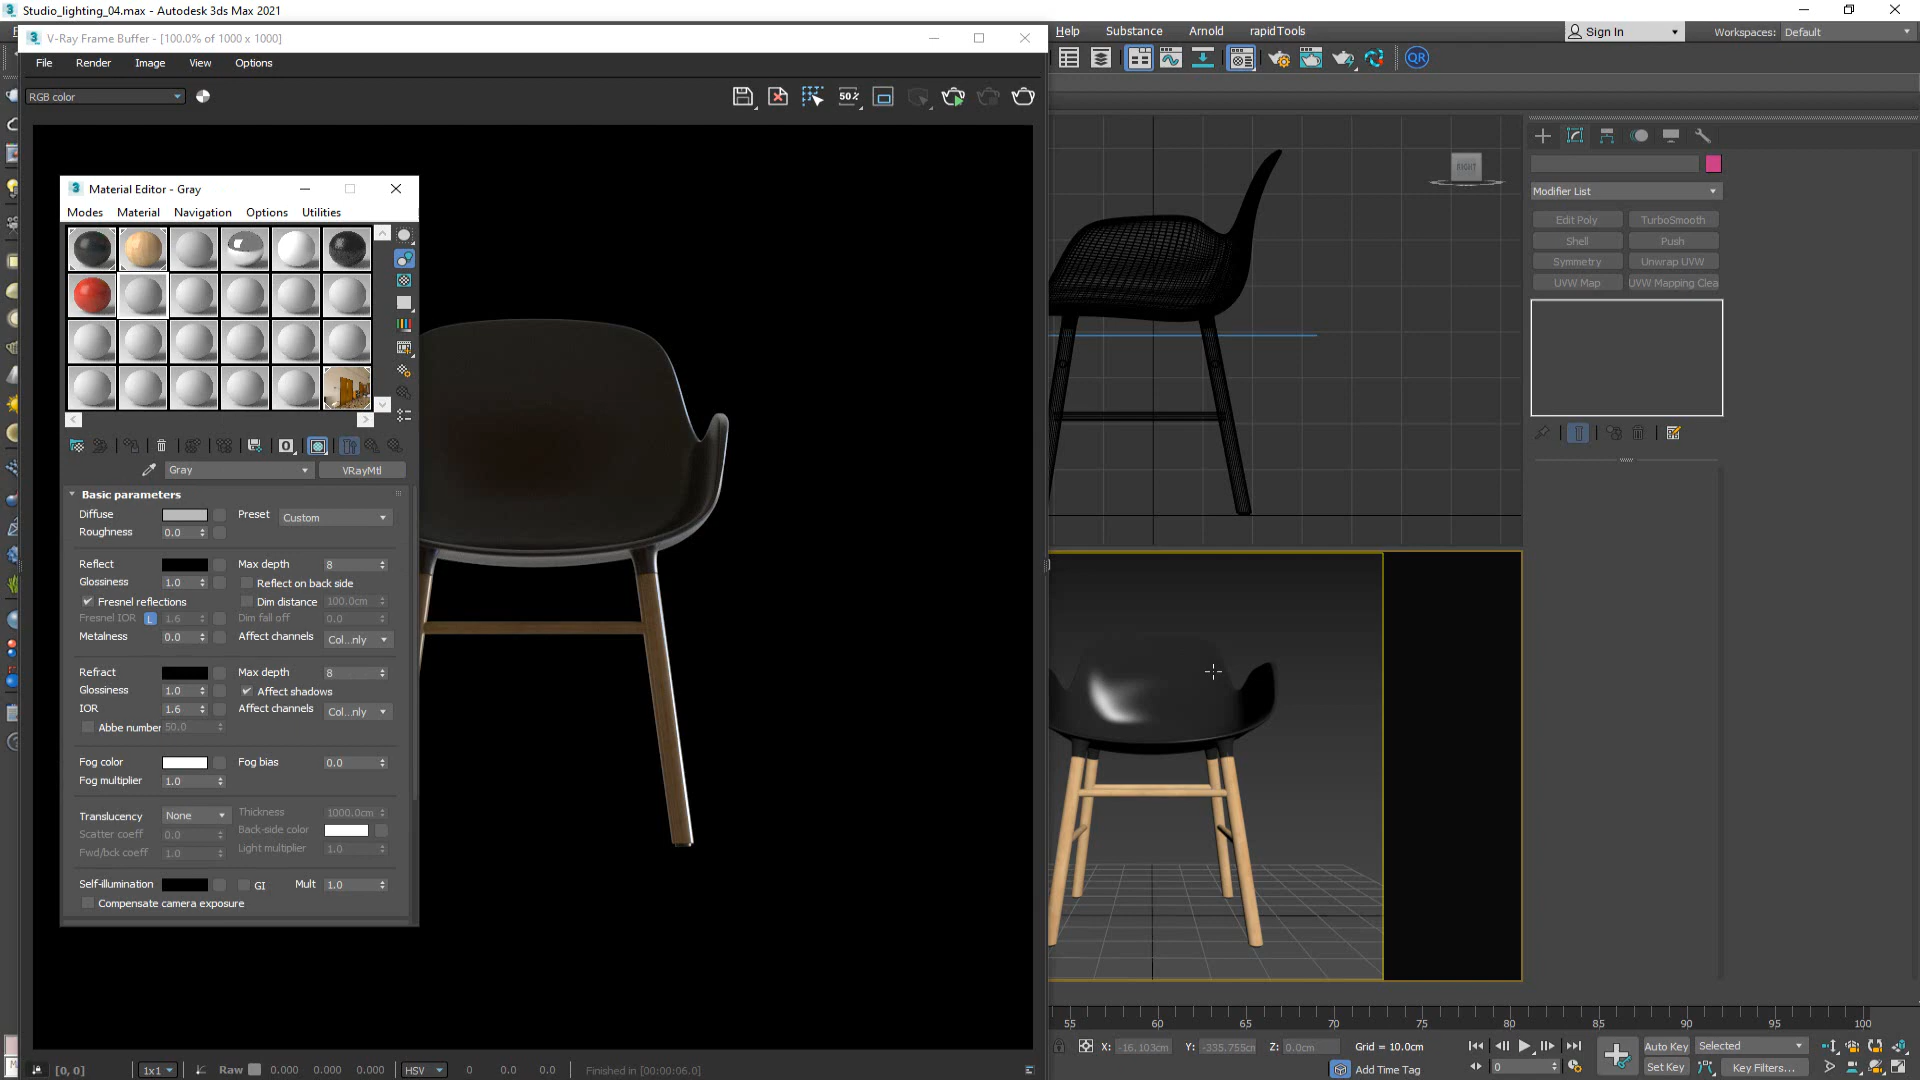 Studio_lighting_04.max - Autodesk 3ds Max 2021
V-Ray Frame Buffer - [100.0% of 1000 x 1000]
Help Substance Arnold rapidTools
Sign In
Workspaces: Default
File Render Image View Options
RGB color
50%
QR
Material Editor - Gray
Modes Material Navigation Options Utilities
RIGHT
Modifier List
Edit Poly TurboSmooth
Shell Push
Symmetry Unwrap UVW
UVW Map UVW Mapping Clea
Gray VRayMtl
Basic parameters
Diffuse Preset Custom
Roughness 0.0
Reflect Max depth 8
Glossiness 1.0 Reflect on back side
Fresnel reflections Dim distance 100.0cm
Fresnel IOR L 1.6 Dim fall off 0.0
Metalness 0.0 Affect channels Col...nly
Refract Max depth 8
Glossiness 1.0 Affect shadows
IOR 1.6 Affect channels Col...nly
Abbe number 50.0
Fog color Fog bias 0.0
Fog multiplier 1.0
Translucency None Thickness 1000.0cm
Scatter coeff 0.0 Back-side color
Fwd/bck coeff 1.0 Light multiplier 1.0
Self-illumination GI Mult 1.0
Compensate camera exposure
55 60 65 70 75 80 85 90 95 100
X: -16.103cm Y: -335.755cm Z: 0.0cm Grid = 10.0cm
Auto Key Selected
Add Time Tag
0
Set Key Key Filters...
[0, 0] 1x1 Raw 0.000 0.000 0.000 HSV 0 0.0 0.0 Finished in [00:00:06.0]